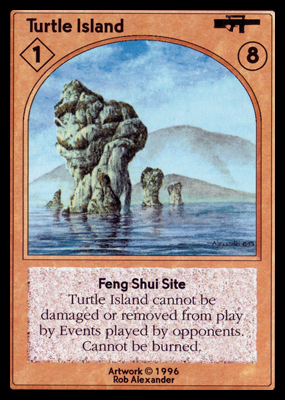 Turtle Island
1
8
Feng Shui Site
Turtle Island cannot be
damaged or removed from play
by Events played by opponents.
Cannot be burned.
Artwork © 1996
Rob Alexander